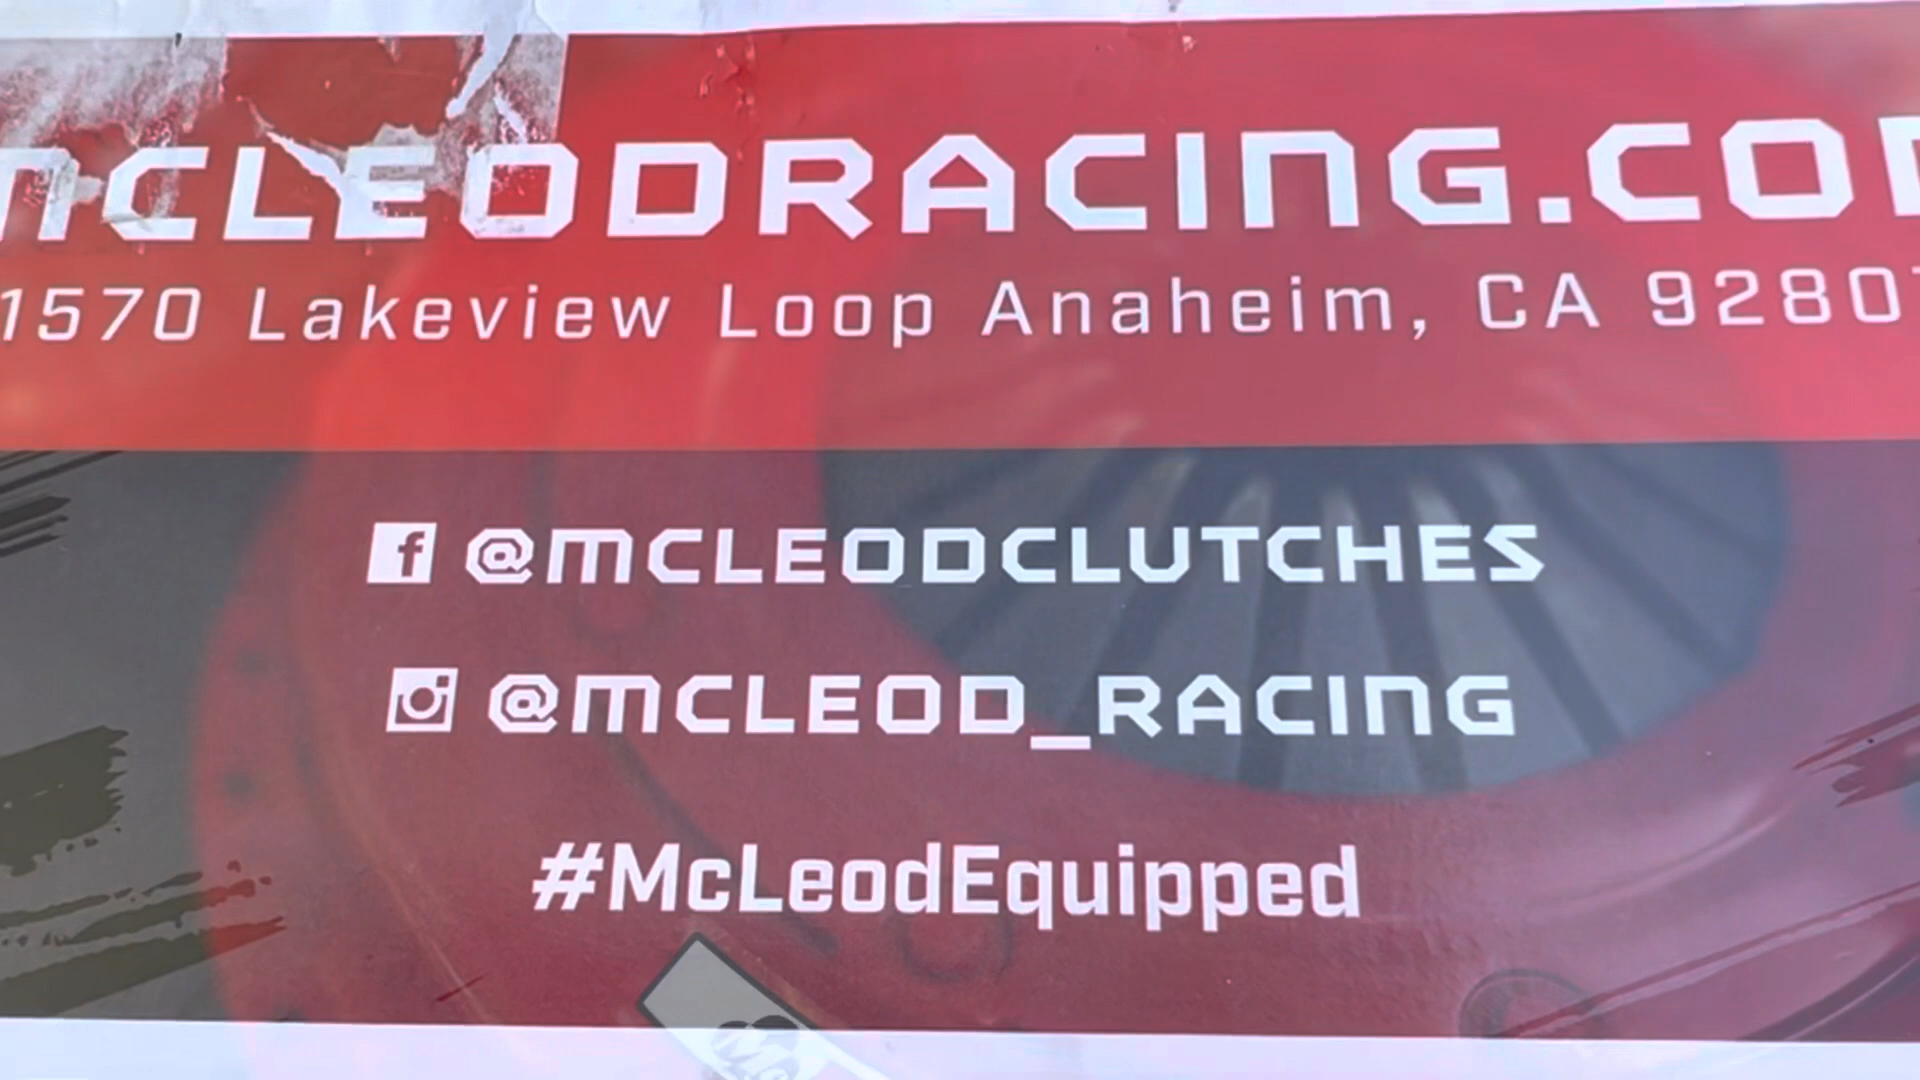 MCLEODRACING.CO
1570 Lakeview Loop Anaheim, CA 9280
@MCLEODCLUTCHES
@MCLEOD_RACING
#McLeodEquipped